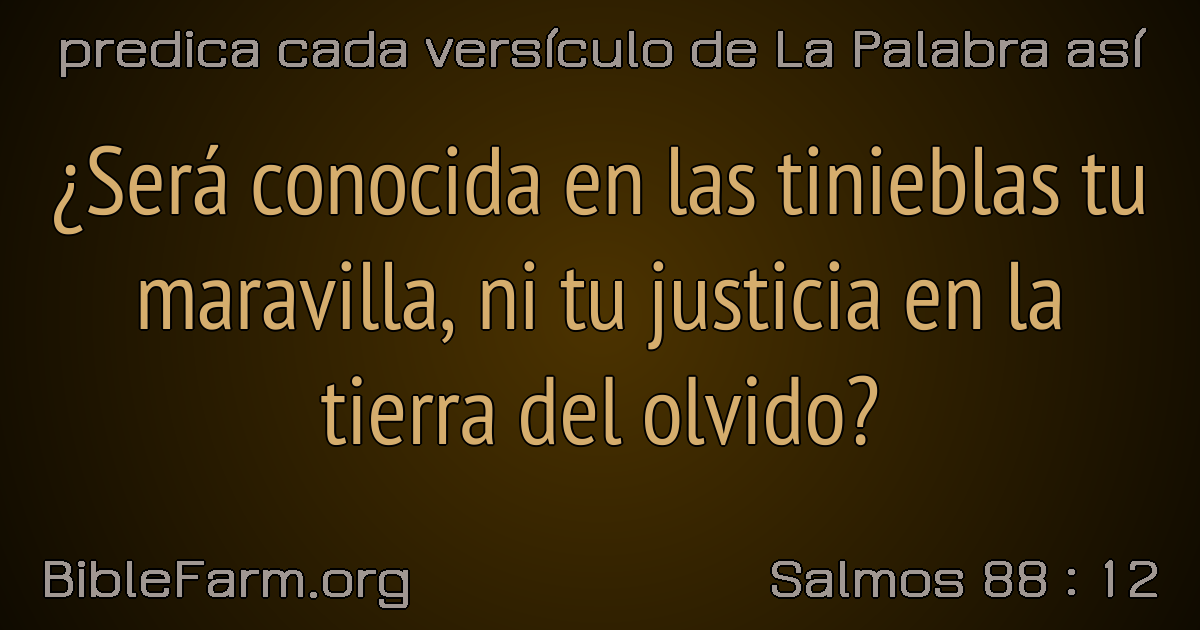 predica cada versículo de La Palabra así
¿Será conocida en las tinieblas tu
maravilla, ni tu justicia en la
tierra del olvido?
BibleFarm.org
Salmos 88 : 12